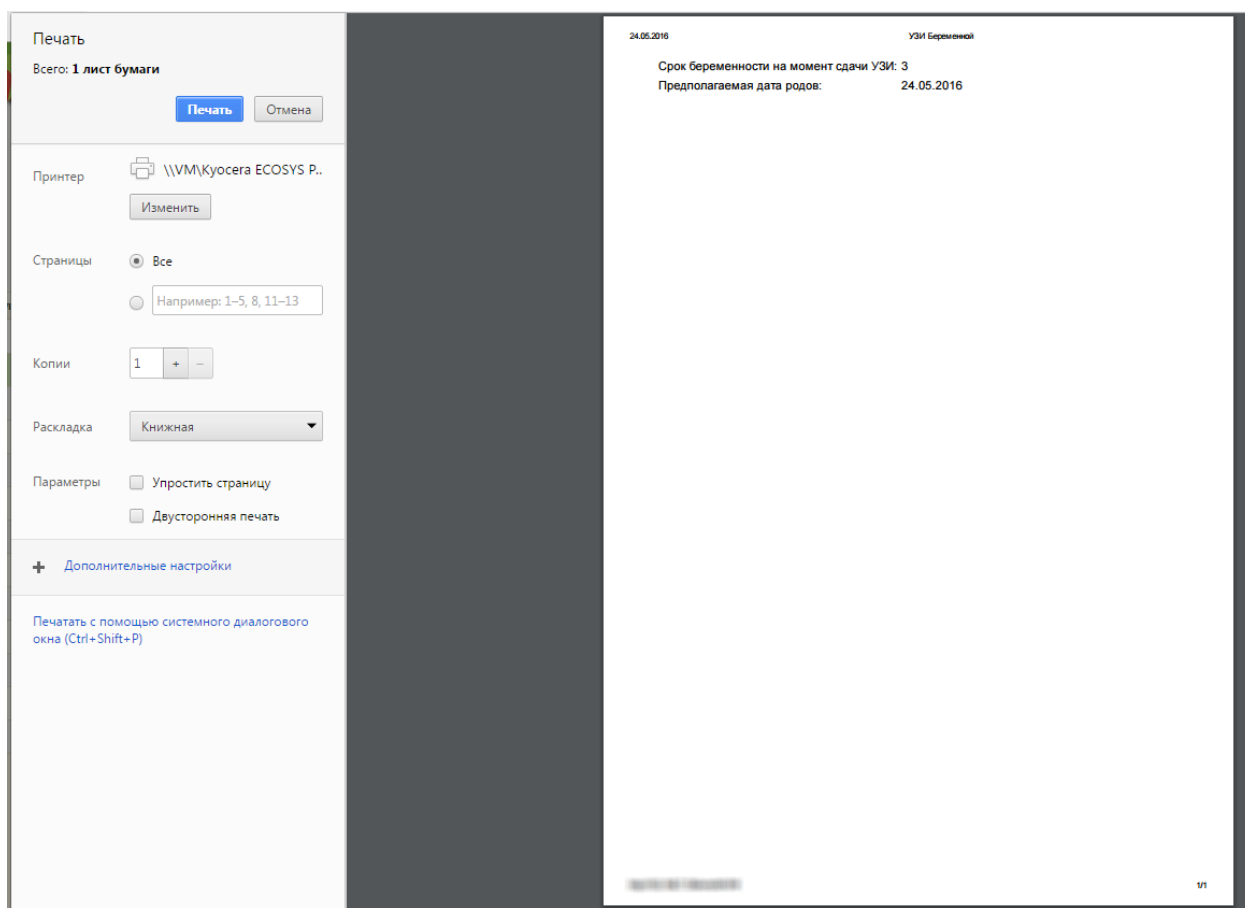 Печать
Всего: 1 лист бумаги
Печать Отмена
Принтер \\VM\Kyocera ECOSYS P..
Изменить
Страницы Все
Например: 1–5, 8, 11–13
Копии 1 + –
Раскладка Книжная
Параметры Упростить страницу
Двусторонняя печать
+ Дополнительные настройки
Печатать с помощью системного диалогового
окна (Ctrl+Shift+P)
24.05.2016 УЗИ Беременной
Срок беременности на момент сдачи УЗИ: 3
Предполагаемая дата родов: 24.05.2016
1/1